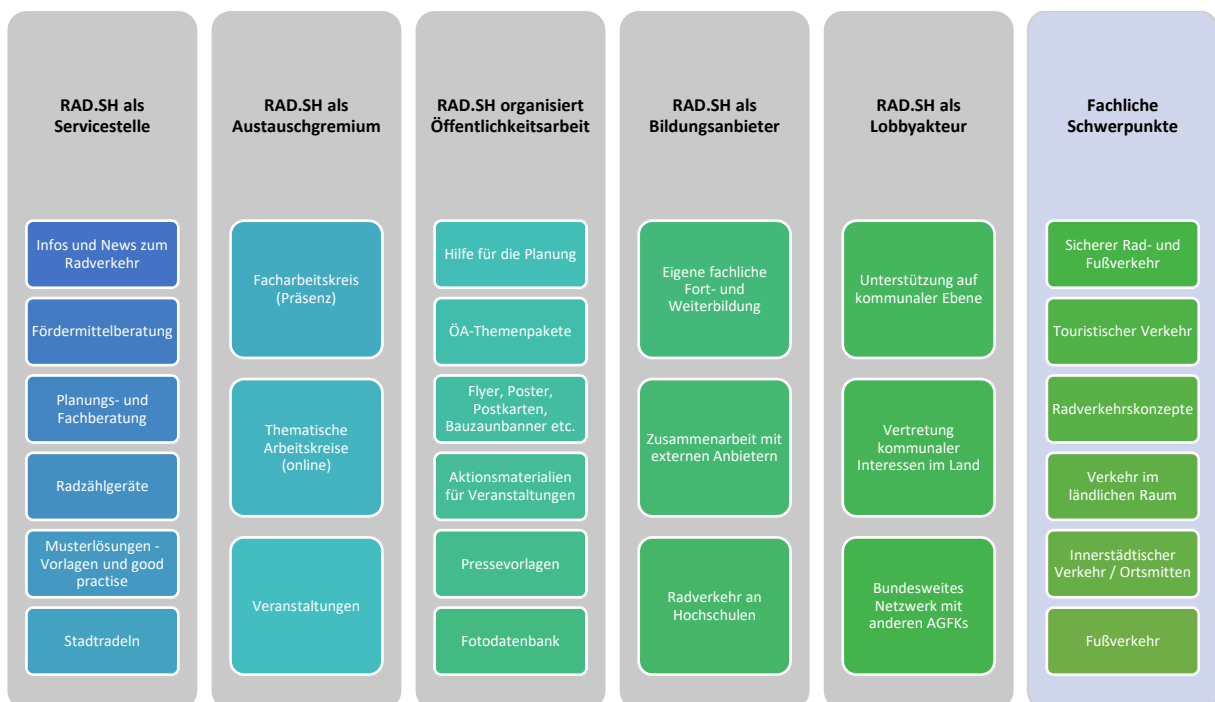 RAD.SH als
Servicestelle
Infos und News zum
Radverkehr
Fördermittelberatung
Planungs- und
Fachberatung
Radzählgeräte
Musterlösungen -
Vorlagen und good
practise
Stadtradeln
RAD.SH als
Austauschgremium
Facharbeitskreis
(Präsenz)
Thematische
Arbeitskreise
(online)
Veranstaltungen
RAD.SH organisiert
Öffentlichkeitsarbeit
Hilfe für die Planung
ÖA-Themenpakete
Flyer, Poster,
Postkarten,
Bauzaunbanner etc.
Aktionsmaterialien
für Veranstaltungen
Pressevorlagen
Fotodatenbank
RAD.SH als
Bildungsanbieter
Eigene fachliche
Fort- und
Weiterbildung
Zusammenarbeit mit
externen Anbietern
Radverkehr an
Hochschulen
RAD.SH als
Lobbyakteur
Unterstützung auf
kommunaler Ebene
Vertretung
kommunaler
Interessen im Land
Bundesweites
Netzwerk mit
anderen AGFKs
Fachliche
Schwerpunkte
Sicherer Rad- und
Fußverkehr
Touristischer Verkehr
Radverkehrskonzepte
Verkehr im
ländlichen Raum
Innerstädtischer
Verkehr / Ortsmitten
Fußverkehr